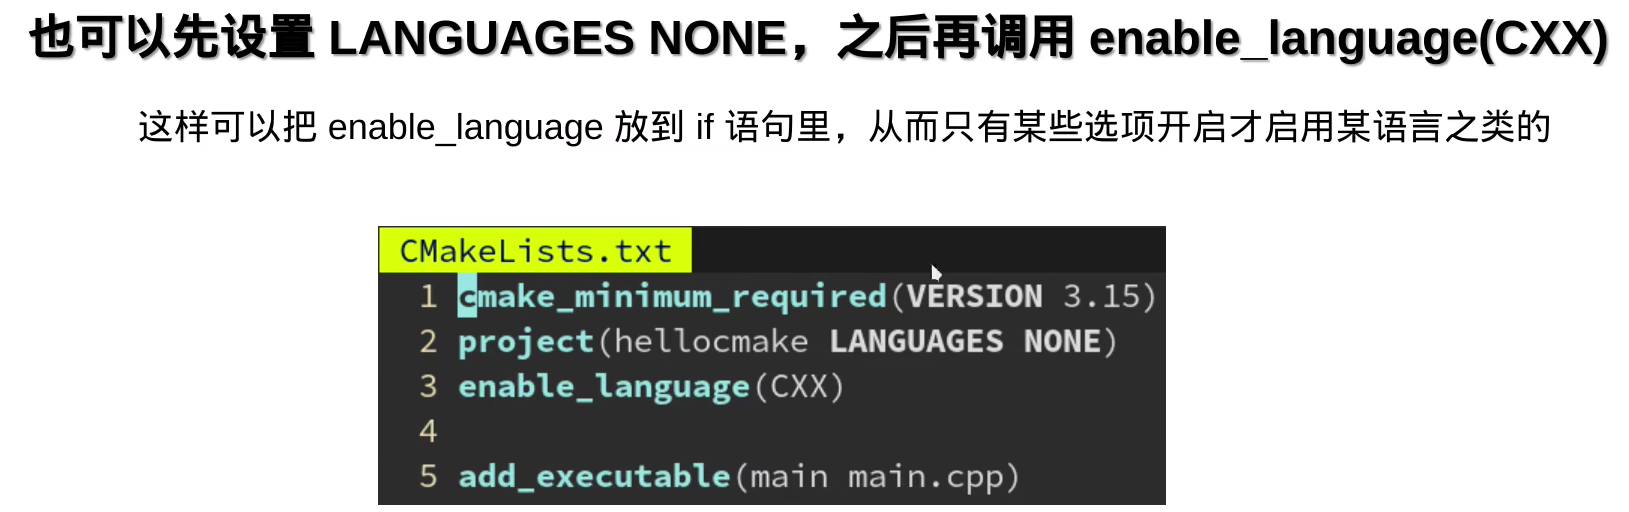 也可以先设置 LANGUAGES NONE，之后再调用 enable_language(CXX)
这样可以把 enable_language 放到 if 语句里，从而只有某些选项开启才启用某语言之类的
CMakeLists.txt
1 cmake_minimum_required(VERSION 3.15)
2 project(hellocmake LANGUAGES NONE)
3 enable_language(CXX)
4
5 add_executable(main main.cpp)